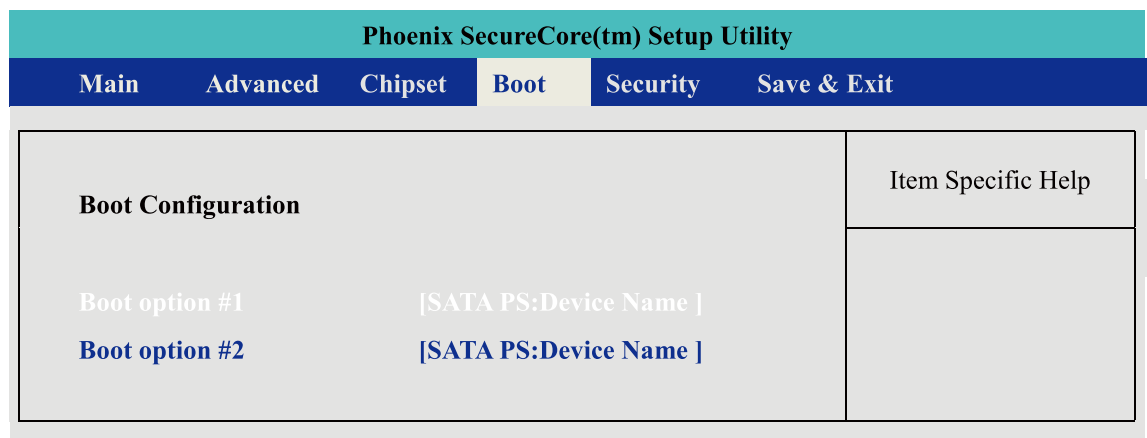 Phoenix SecureCore(tm) Setup Utility
Main Advanced Chipset Boot Security Save & Exit
Item Specific Help
Boot Configuration
Boot option #1 [SATA PS:Device Name ]
Boot option #2 [SATA PS:Device Name ]